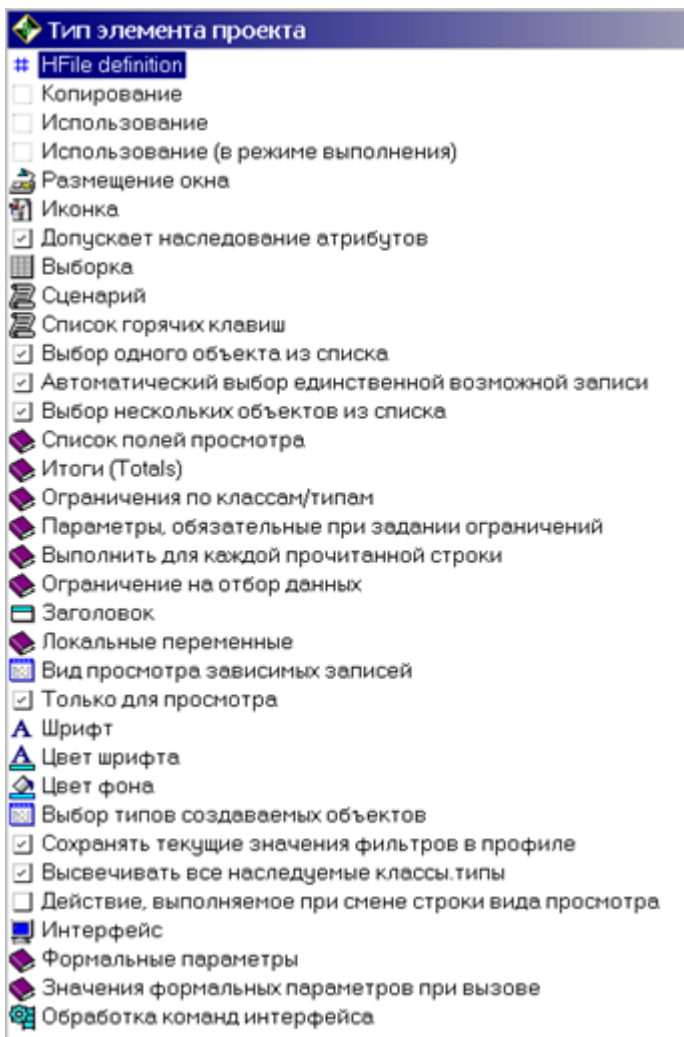 Тип элемента проекта
# HFile definition
Копирование
Использование
Использование (в режиме выполнения)
Размещение окна
Иконка
Допускает наследование атрибутов
Выборка
Сценарий
Список горячих клавиш
Выбор одного объекта из списка
Автоматический выбор единственной возможной записи
Выбор нескольких объектов из списка
Список полей просмотра
Итоги (Totals)
Ограничения по классам/типам
Параметры, обязательные при задании ограничений
Выполнить для каждой прочитанной строки
Ограничение на отбор данных
Заголовок
Локальные переменные
Вид просмотра зависимых записей
Только для просмотра
Шрифт
Цвет шрифта
Цвет фона
Выбор типов создаваемых объектов
Сохранять текущие значения фильтров в профиле
Высвечивать все наследуемые классы.типы
Действие, выполняемое при смене строки вида просмотра
Интерфейс
Формальные параметры
Значения формальных параметров при вызове
Обработка команд интерфейса